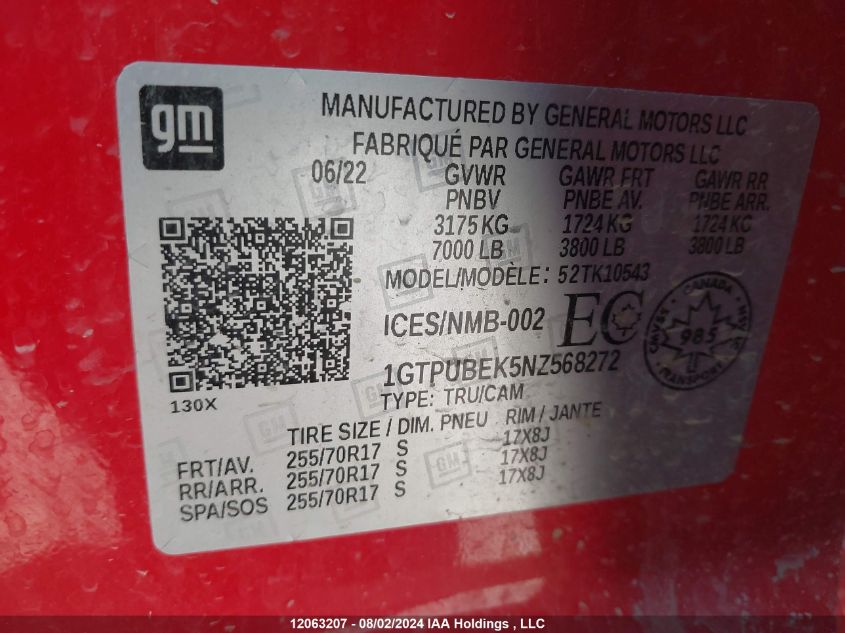 gm
MANUFACTURED BY GENERAL MOTORS LLC
FABRIQUÉ PAR GENERAL MOTORS LLC
06/22 GVWR GAWR FRT GAWR RR
PNBV PNBE AV. PNBE ARR.
3175 KG 1724 KG 1724 KG
7000 LB 3800 LB 3800 LB
MODEL/MODÈLE: 52TK10543
ICES/NMB-002 EC
CANADA
CMVSS 985 NSVAC
TRANSPORT
1GTPUBEK5NZ568272
130X
TYPE: TRU/CAM
TIRE SIZE / DIM. PNEU RIM / JANTE
FRT/AV. 255/70R17 S 17X8J
RR/ARR. 255/70R17 S 17X8J
SPA/SOS 255/70R17 S 17X8J
12063207 - 08/02/2024 IAA Holdings , LLC